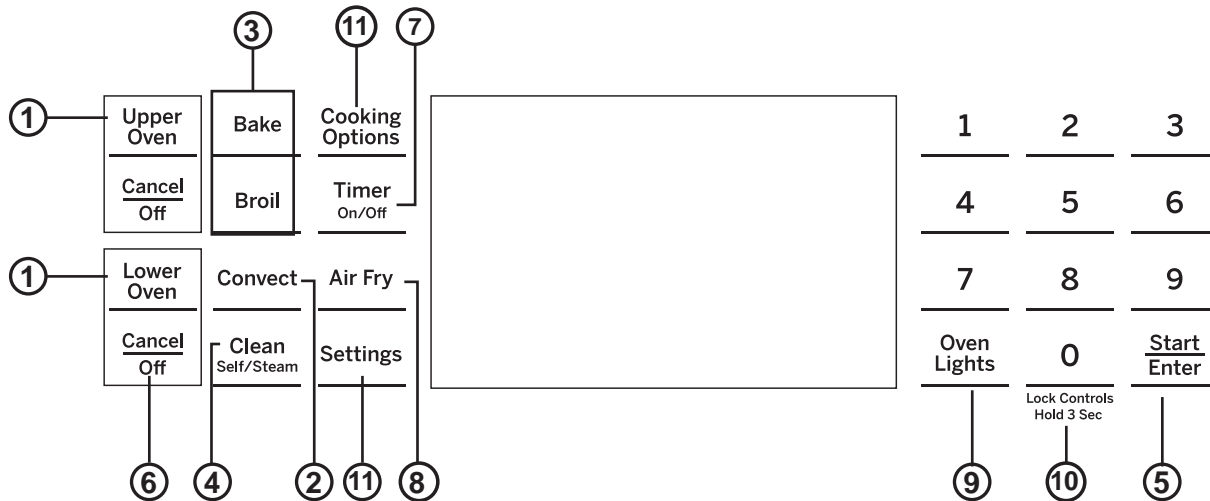 3
11
7
1
Upper
Oven
Bake
Cooking
Options
1
2
3
Cancel
Off
Broil
Timer
On/Off
4
5
6
1
Lower
Oven
Convect
Air Fry
7
8
9
Cancel
Off
Clean
Self/Steam
Settings
Oven
Lights
0
Start
Enter
Lock Controls
Hold 3 Sec
6
4
2
11
8
9
10
5